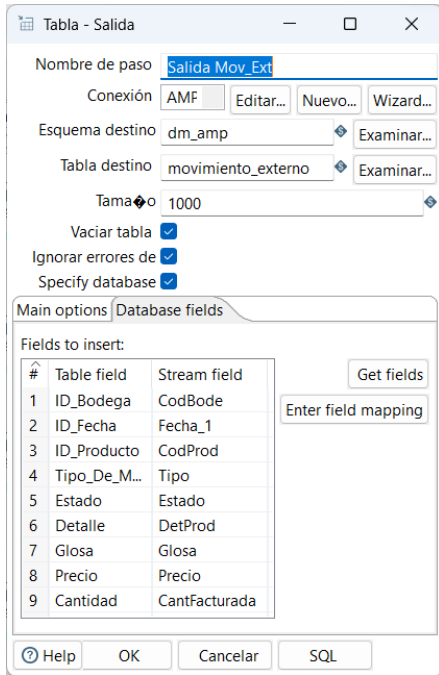 Tabla - Salida
Nombre de paso Salida Mov_Ext
Conexión AMF Editar... Nuevo... Wizard...
Esquema destino dm_amp Examinar...
Tabla destino movimiento_externo Examinar...
Tama�o 1000
Vaciar tabla
Ignorar errores de
Specify database
Main options Database fields
Fields to insert:
# Table field Stream field
Get fields
1 ID_Bodega CodBode
Enter field mapping
2 ID_Fecha Fecha_1
3 ID_Producto CodProd
4 Tipo_De_M... Tipo
5 Estado Estado
6 Detalle DetProd
7 Glosa Glosa
8 Precio Precio
9 Cantidad CantFacturada
Help OK Cancelar SQL